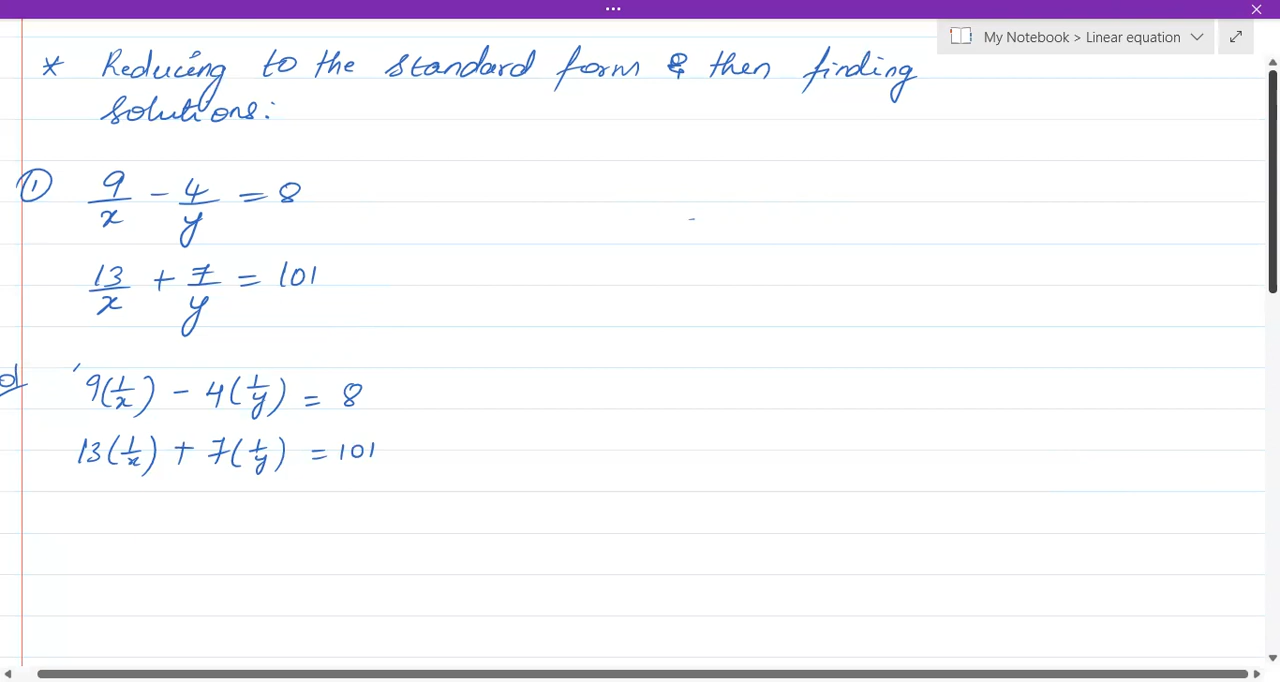 ...
My Notebook > Linear equation
* Reducing to the standard form & then finding
solutions:
① 9/x - 4/y = 8
13/x + 7/y = 101
9(1/x) - 4(1/y) = 8
13(1/x) + 7(1/y) = 101